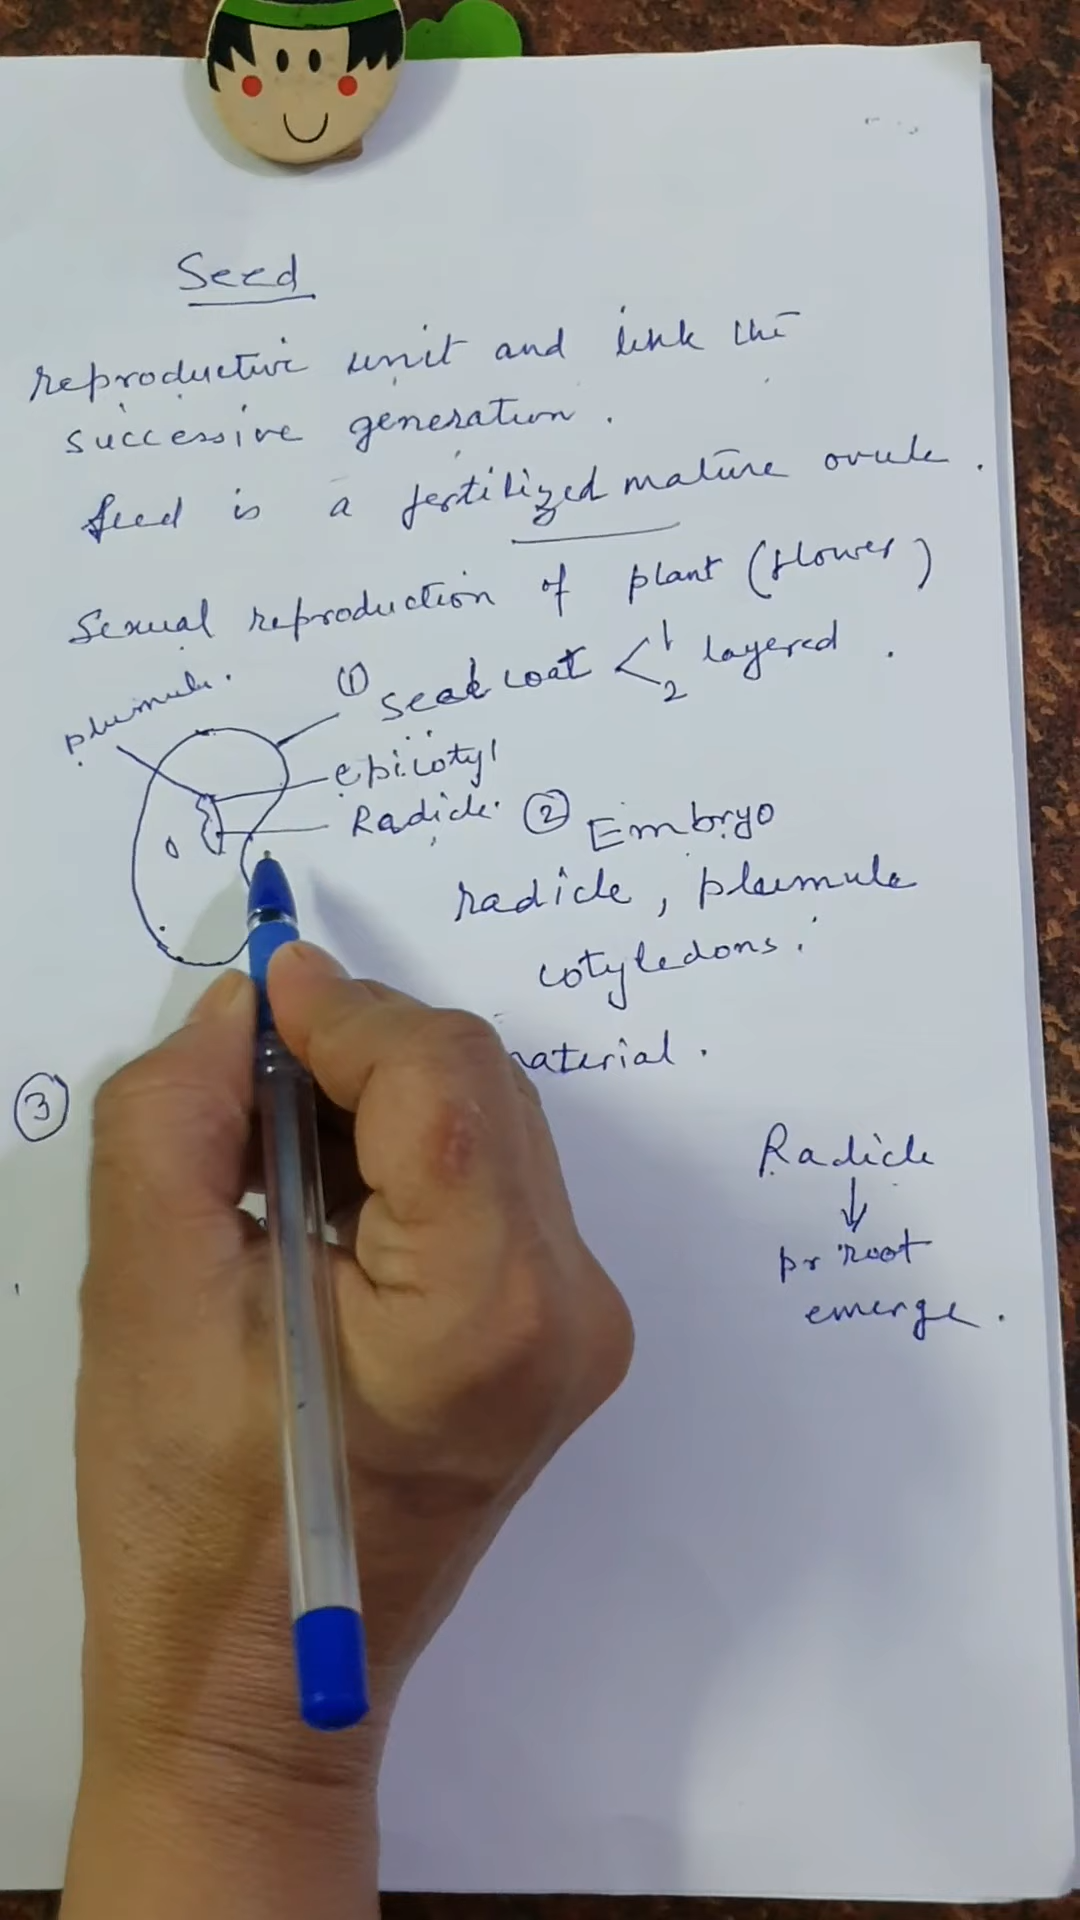 Seed
reproductive unit and link the
successive generation.
Seed is a fertilized mature ovule.
Sexual reproduction of plant (flower)
plumule.
① Seed coat < 1 2 layered.
epicotyl
Radicle.
② Embryo
radicle, plumule
cotyledons.
③
material.
Radicle
↓
pr root
emerge.